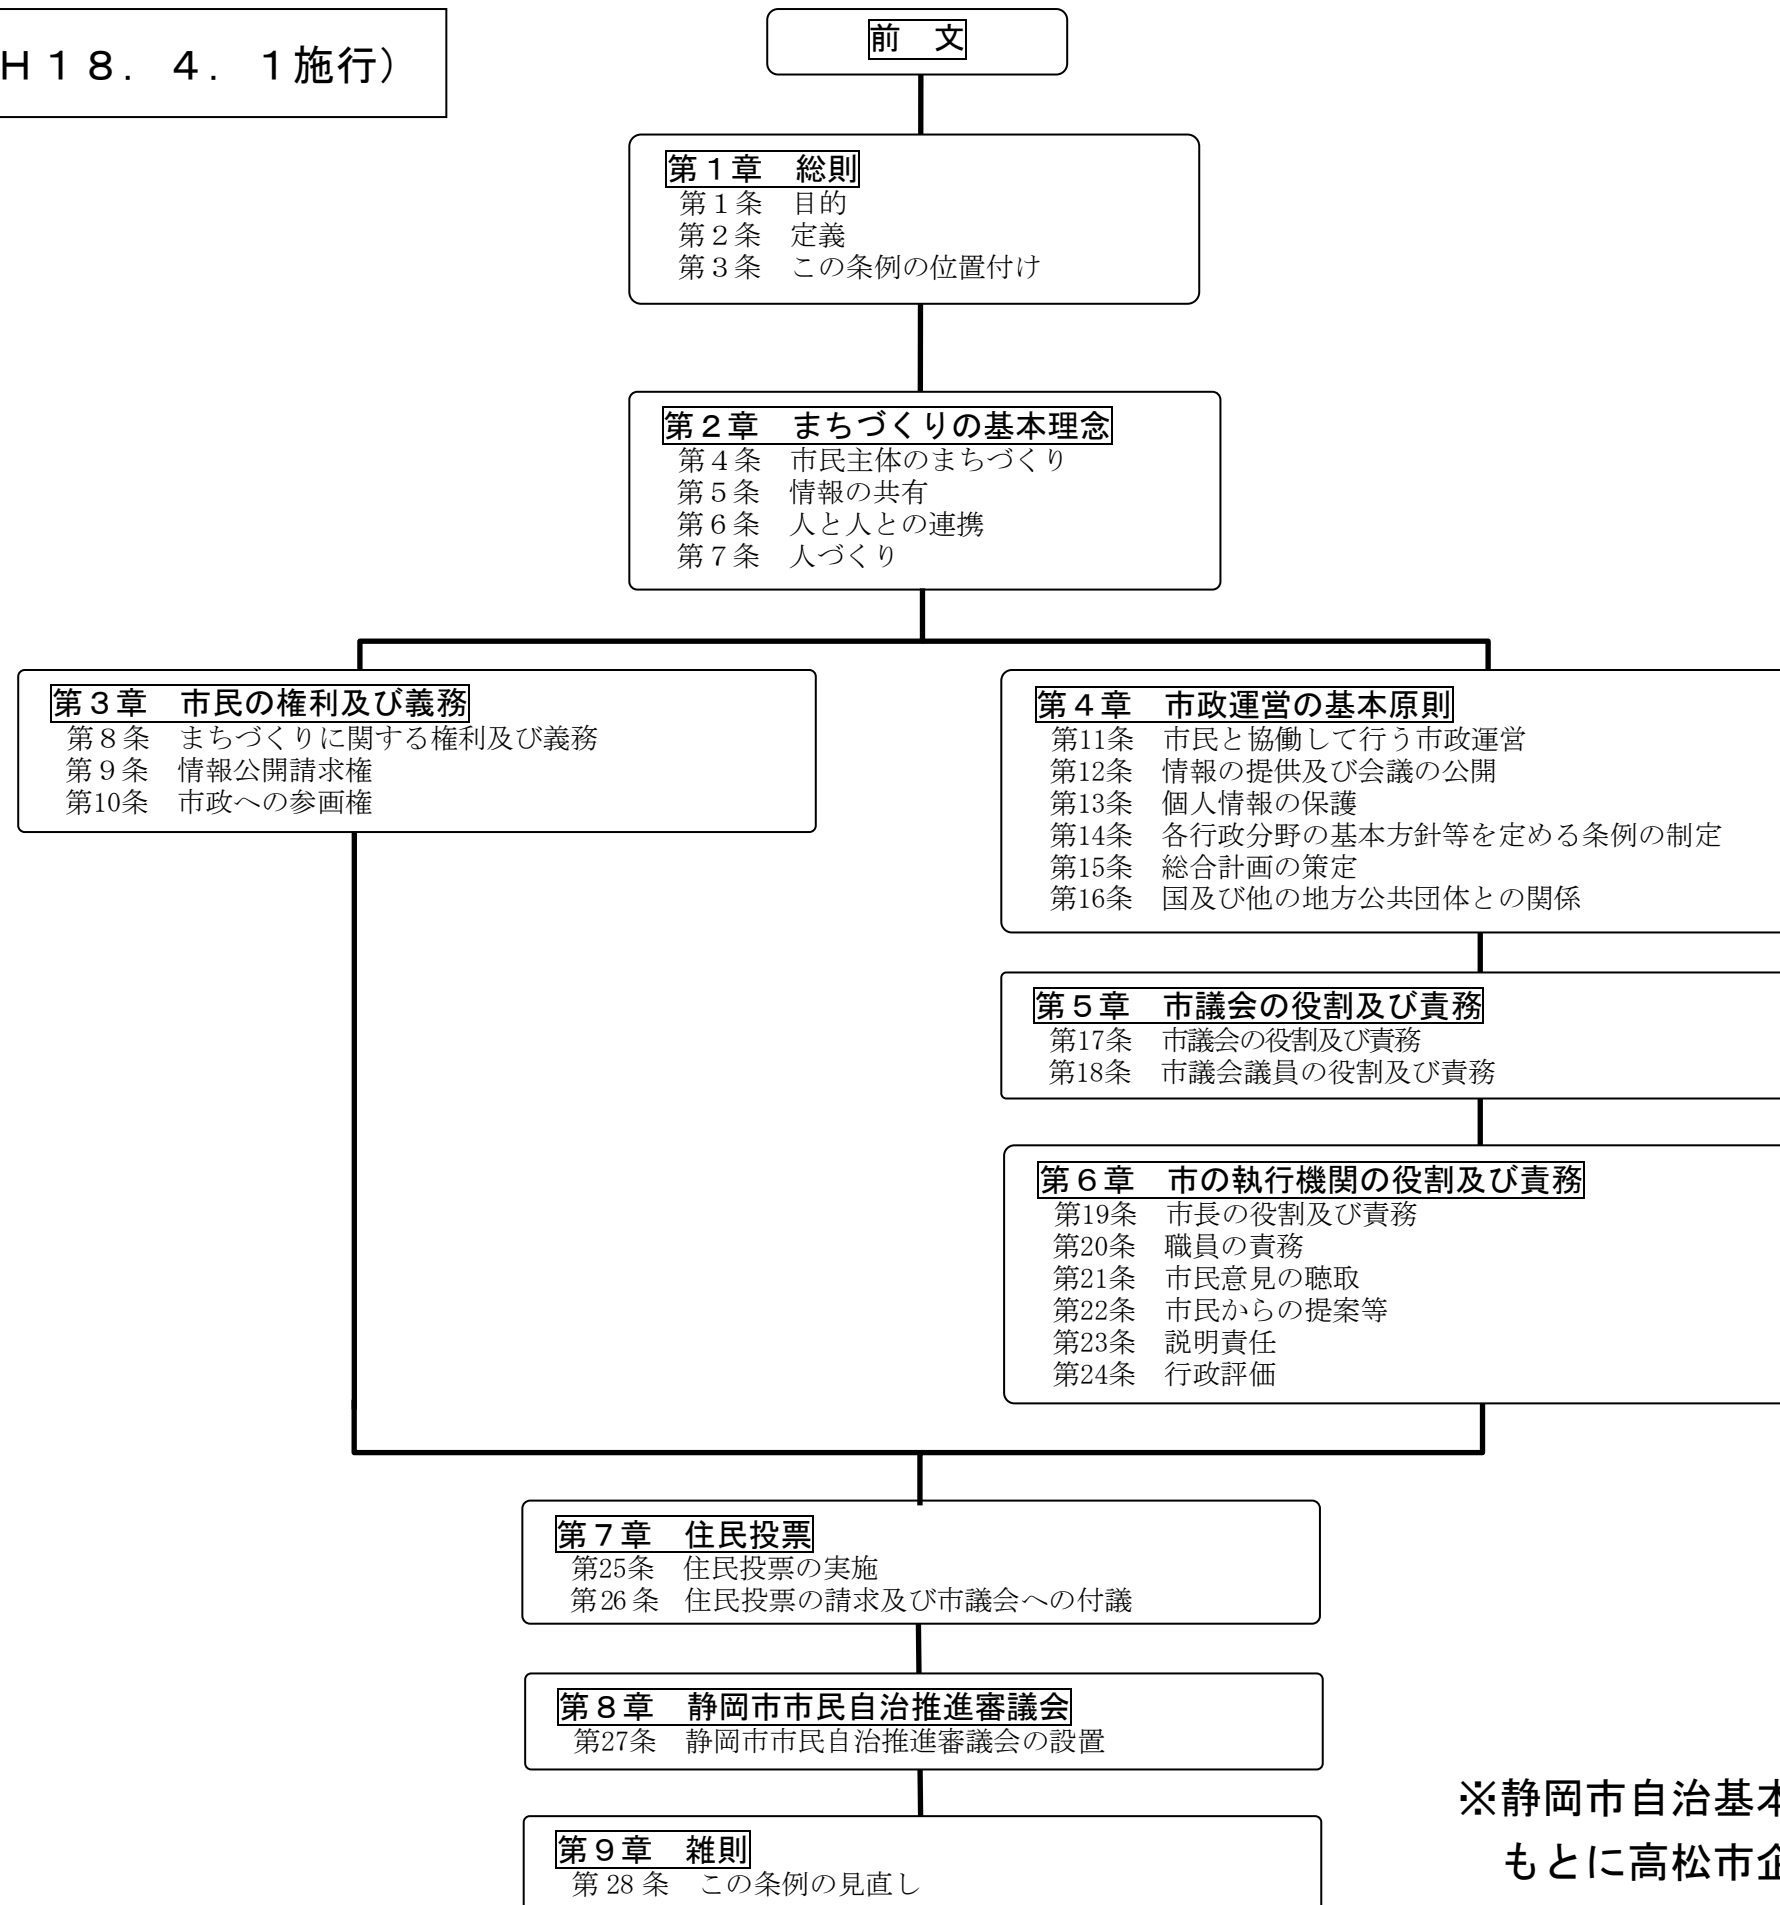 H１８．４．１施行）
前　文
第１章　総則
第１条　目的
第２条　定義
第３条　この条例の位置付け
第２章　まちづくりの基本理念
第４条　市民主体のまちづくり
第５条　情報の共有
第６条　人と人との連携
第７条　人づくり
第３章　市民の権利及び義務
第８条　まちづくりに関する権利及び義務
第９条　情報公開請求権
第10条　市政への参画権
第４章　市政運営の基本原則
第11条　市民と協働して行う市政運営
第12条　情報の提供及び会議の公開
第13条　個人情報の保護
第14条　各行政分野の基本方針等を定める条例の制定
第15条　総合計画の策定
第16条　国及び他の地方公共団体との関係
第５章　市議会の役割及び責務
第17条　市議会の役割及び責務
第18条　市議会議員の役割及び責務
第６章　市の執行機関の役割及び責務
第19条　市長の役割及び責務
第20条　職員の責務
第21条　市民意見の聴取
第22条　市民からの提案等
第23条　説明責任
第24条　行政評価
第７章　住民投票
第25条　住民投票の実施
第26条　住民投票の請求及び市議会への付議
第８章　静岡市市民自治推進審議会
第27条　静岡市市民自治推進審議会の設置
第９章　雑則
第28条　この条例の見直し
※静岡市自治基本
もとに高松市企